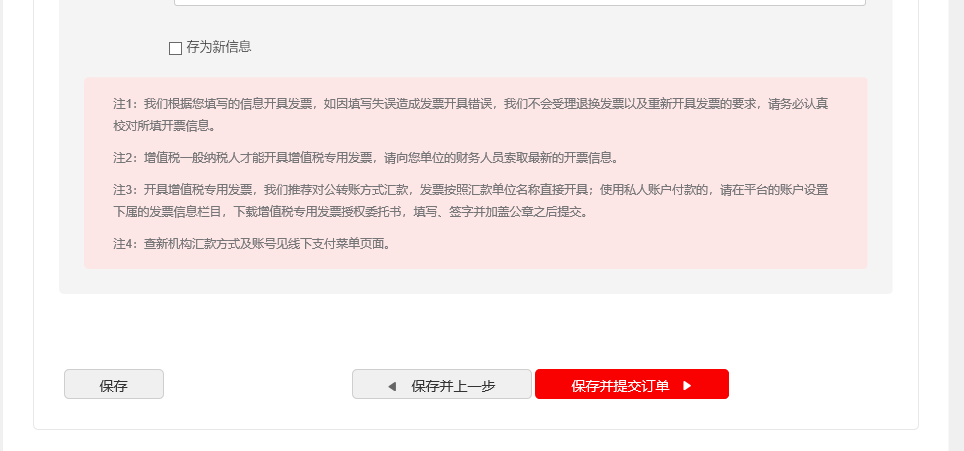 存为新信息
注1：我们根据您填写的信息开具发票，如因填写失误造成发票开具错误，我们不会受理退换发票以及重新开具发票的要求，请务必认真
校对所填开票信息。
注2：增值税一般纳税人才能开具增值税专用发票，请向您单位的财务人员索取最新的开票信息。
注3：开具增值税专用发票，我们推荐对公转账方式汇款，发票按照汇款单位名称直接开具；使用私人账户付款的，请在平台的账户设置
下属的发票信息栏目，下载增值税专用发票授权委托书，填写、签字并加盖公章之后提交。
注4：查新机构汇款方式及账号见线下支付菜单页面。
保存 保存并上一步 保存并提交订单